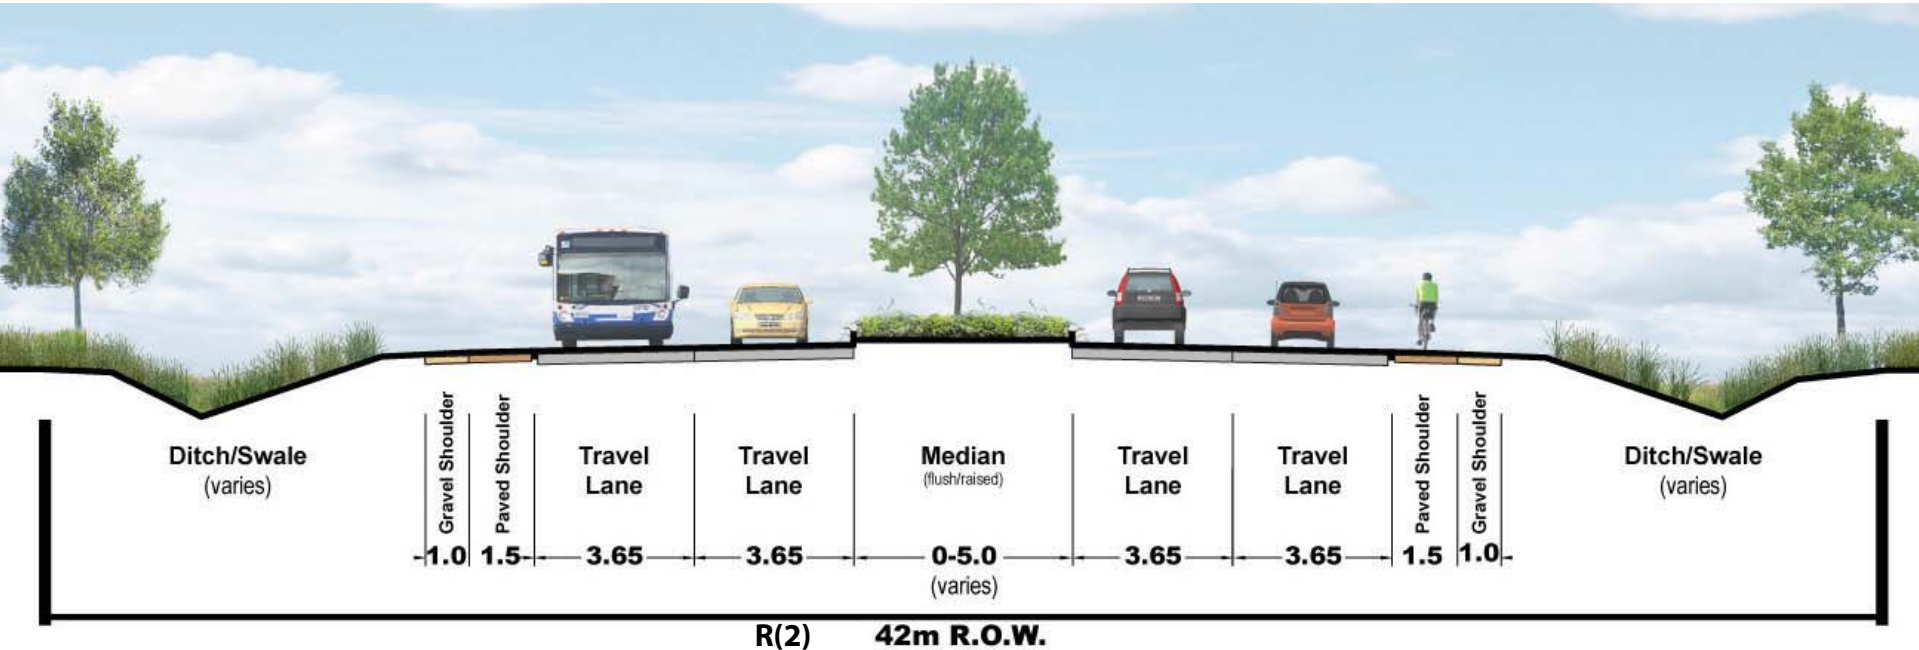 Ditch/Swale
(varies)
Gravel Shoulder
Paved Shoulder
Travel
Lane
Travel
Lane
Median
(flush/raised)
Travel
Lane
Travel
Lane
Paved Shoulder
Gravel Shoulder
Ditch/Swale
(varies)
1.0 1.5 3.65 3.65 0-5.0 3.65 3.65 1.5 1.0
(varies)
R(2) 42m R.O.W.